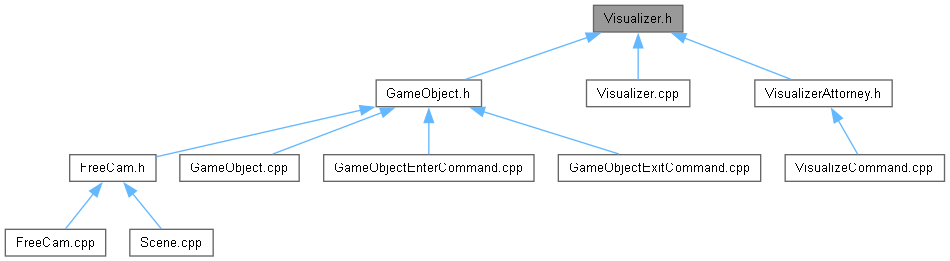 Visualizer.h
GameObject.h
Visualizer.cpp
VisualizerAttorney.h
FreeCam.h
GameObject.cpp
GameObjectEnterCommand.cpp
GameObjectExitCommand.cpp
VisualizeCommand.cpp
FreeCam.cpp
Scene.cpp